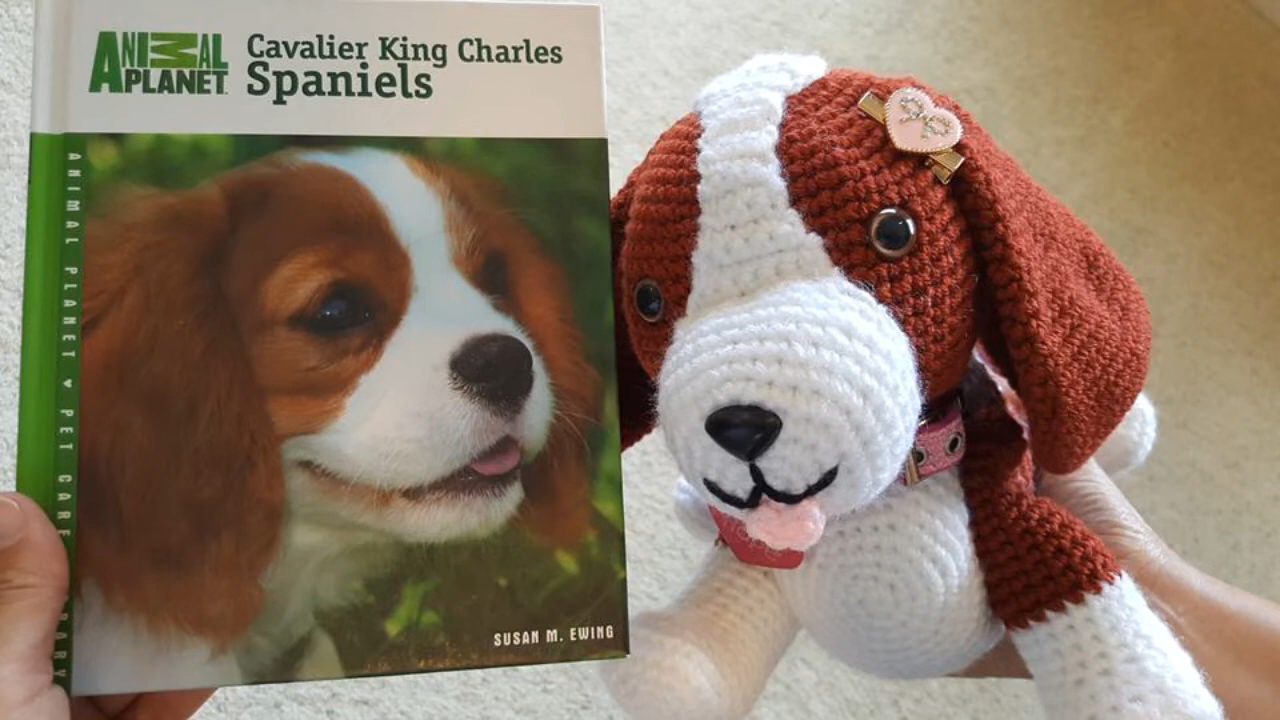 ANIMAL
PLANET
Cavalier King Charles
Spaniels
ANIMAL PLANET ♥ PET CARE
SUSAN M. EWING